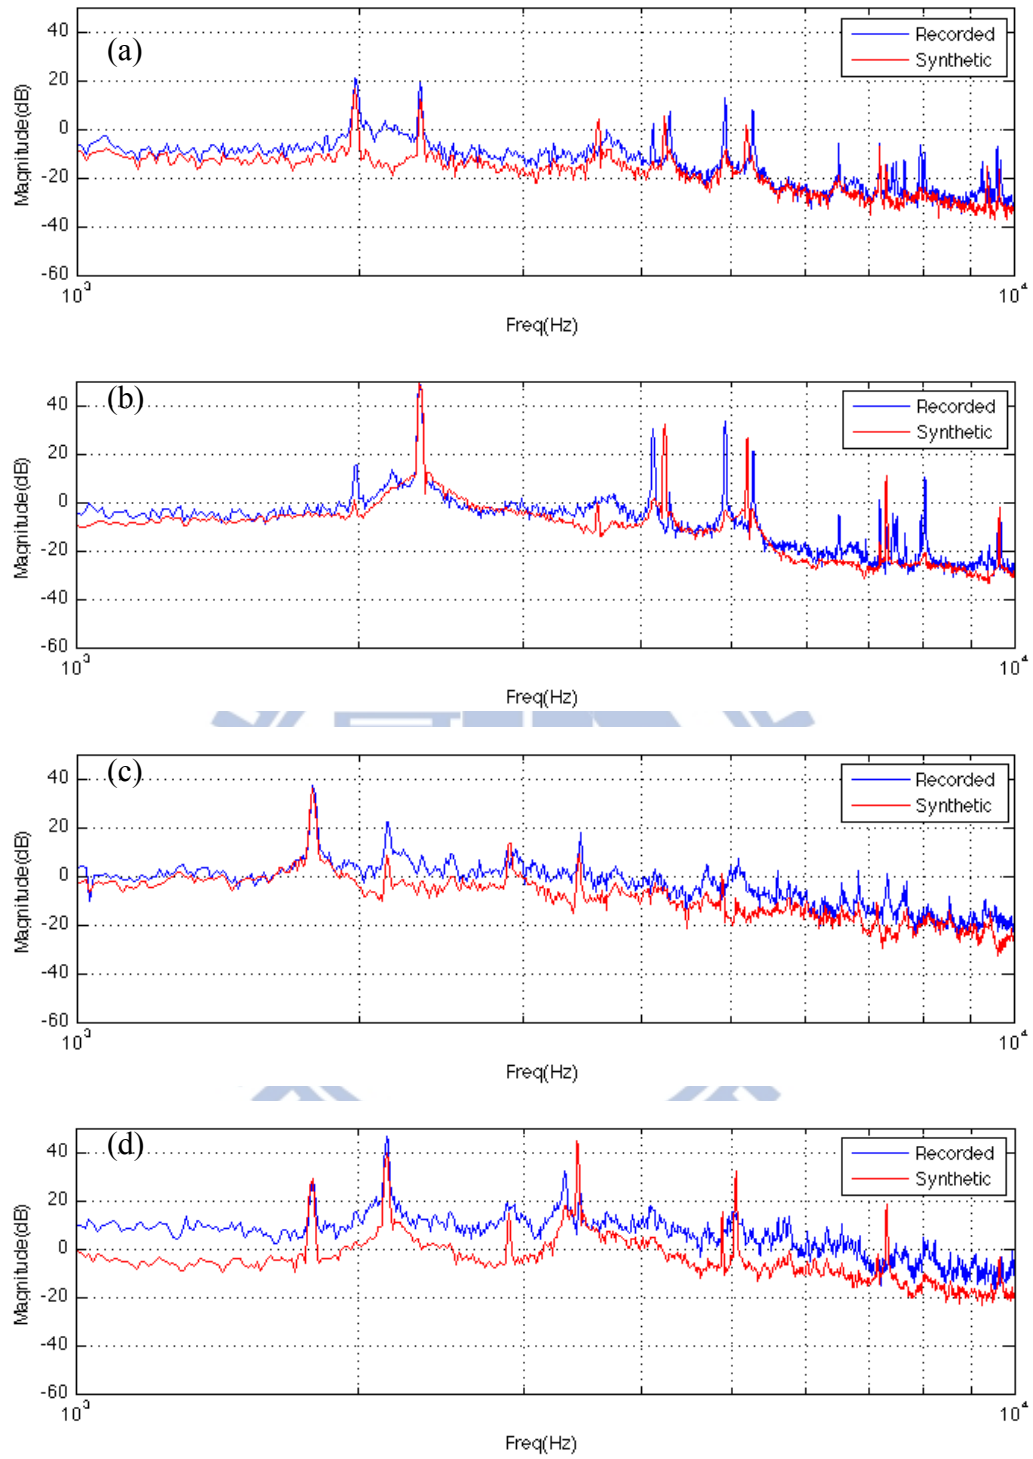 (a)
Recorded
Synthetic
40
20
0
-20
-40
-60
Magnitude(dB)
10³
10⁴
Freq(Hz)
(b)
Recorded
Synthetic
40
20
0
-20
-40
-60
Magnitude(dB)
10³
10⁴
Freq(Hz)
(c)
Recorded
Synthetic
40
20
0
-20
-40
-60
Magnitude(dB)
10³
10⁴
Freq(Hz)
(d)
Recorded
Synthetic
40
20
0
-20
-40
-60
Magnitude(dB)
10³
10⁴
Freq(Hz)